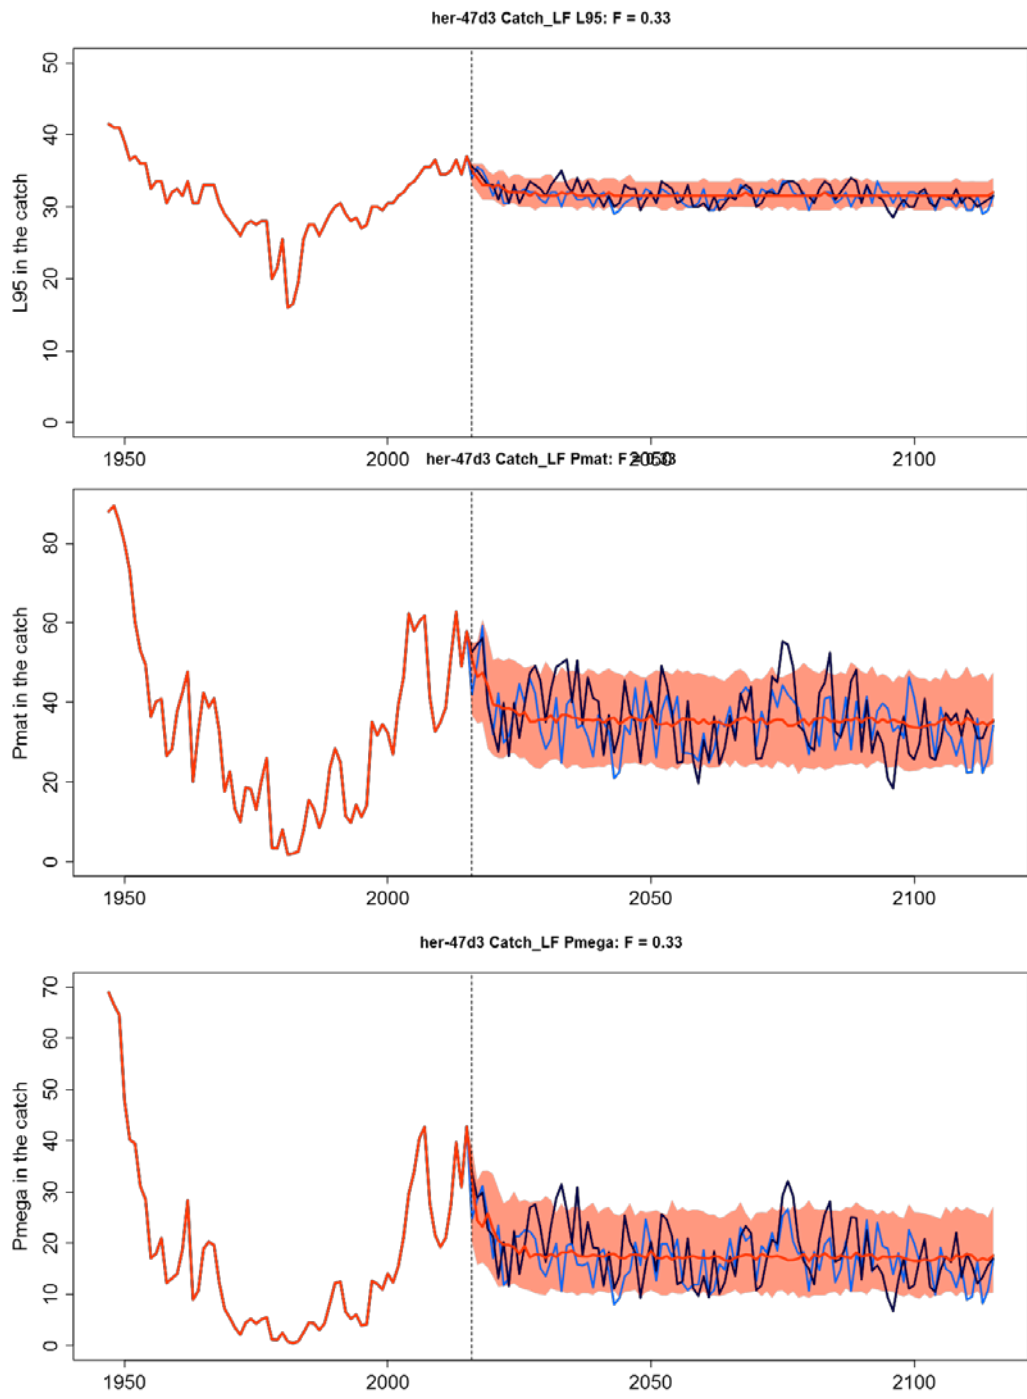 her-47d3 Catch_LF L95: F = 0.33
L95 in the catch
50
40
30
20
10
0
1950 2000 2050 2100
her-47d3 Catch_LF Pmat: F = 0.33
Pmat in the catch
80
60
40
20
0
1950 2000 2050 2100
her-47d3 Catch_LF Pmega: F = 0.33
Pmega in the catch
70
60
50
40
30
20
10
0
1950 2000 2050 2100